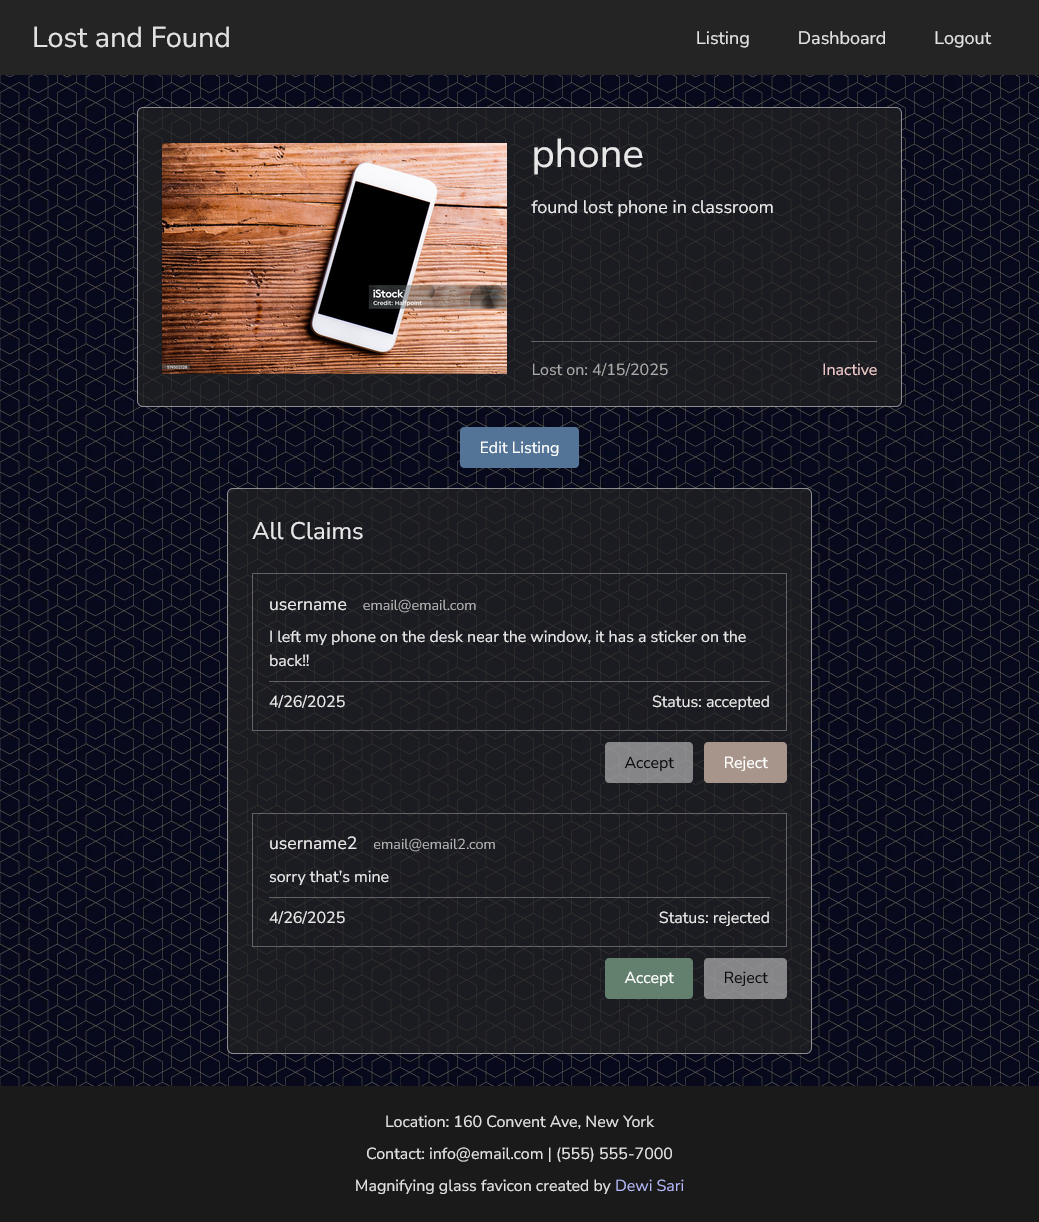 Lost and Found
Listing
Dashboard
Logout
phone
found lost phone in classroom
iStock
Credit: Halfpoint
Lost on: 4/15/2025
Inactive
Edit Listing
All Claims
username email@email.com
I left my phone on the desk near the window, it has a sticker on the
back!!
4/26/2025
Status: accepted
Accept
Reject
username2 email@email2.com
sorry that's mine
4/26/2025
Status: rejected
Accept
Reject
Location: 160 Convent Ave, New York
Contact: info@email.com | (555) 555-7000
Magnifying glass favicon created by Dewi Sari